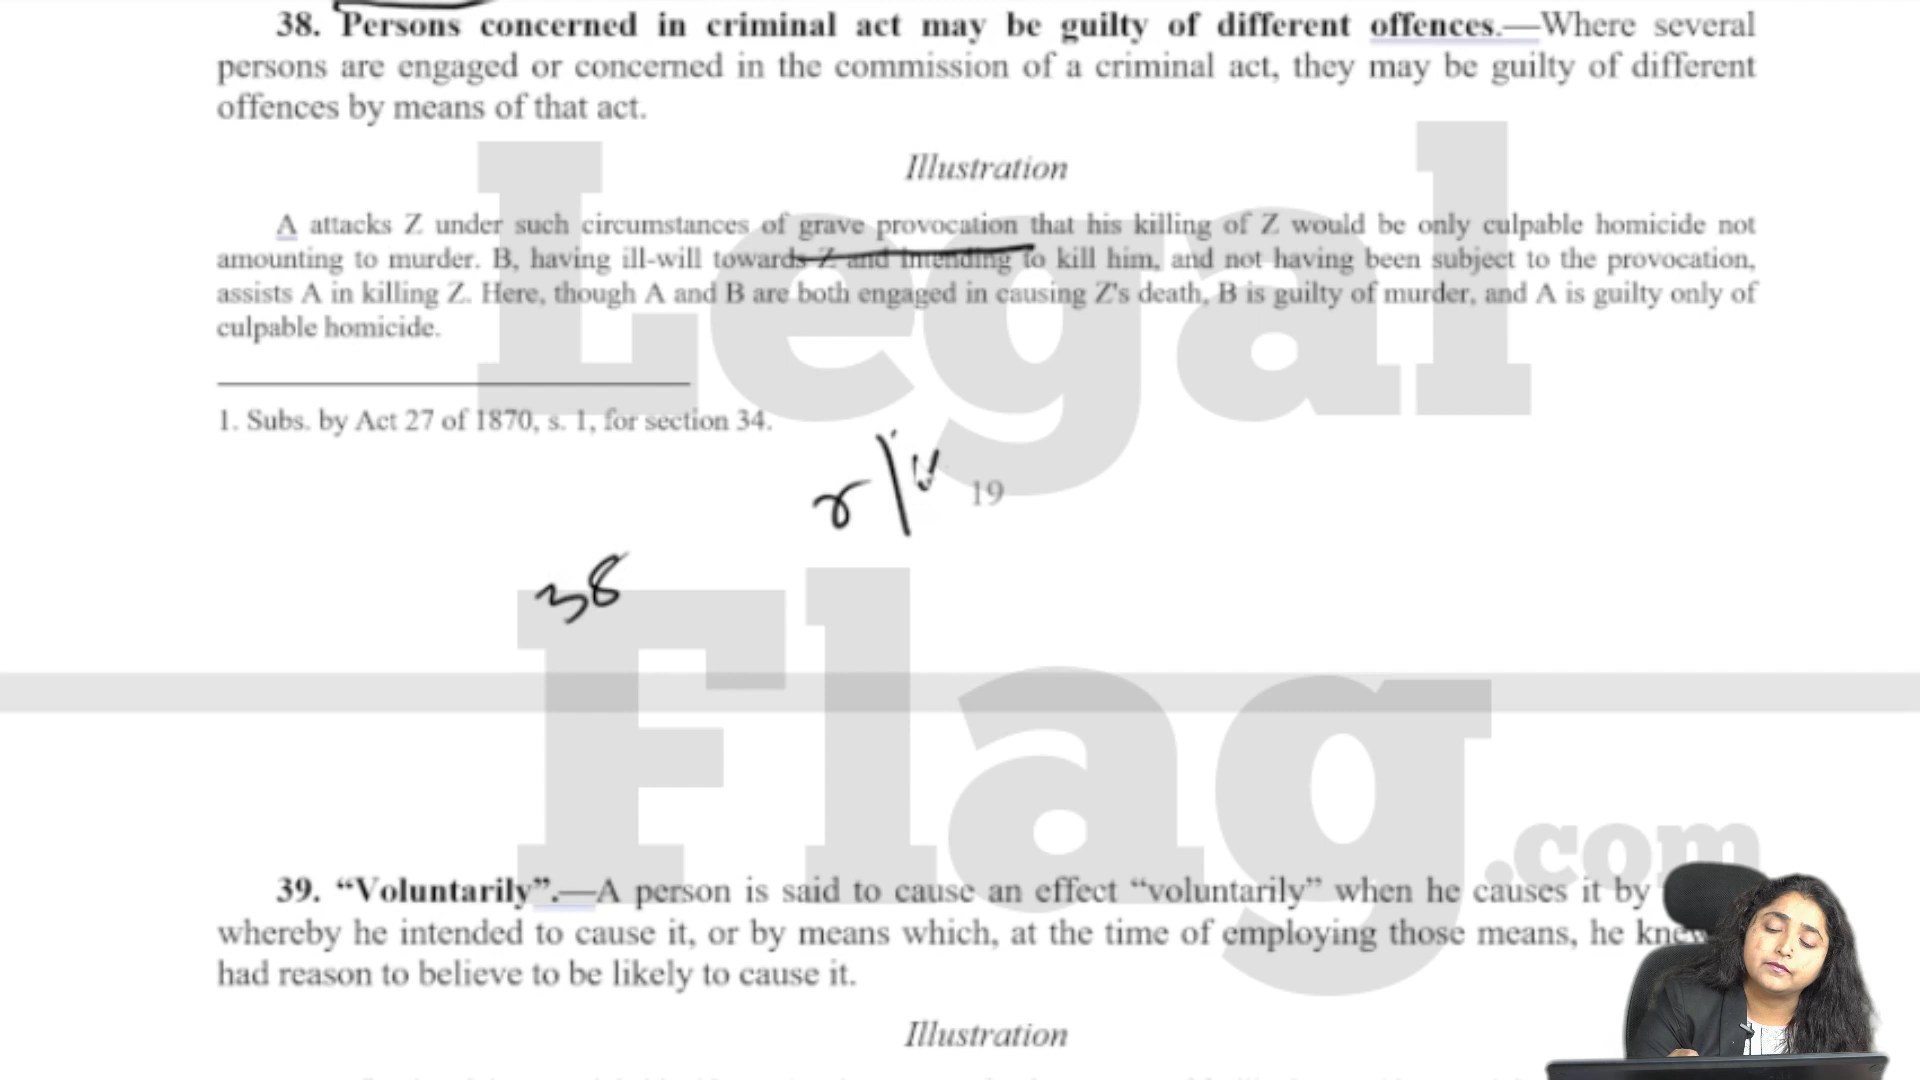 38. Persons concerned in criminal act may be guilty of different offences.—Where several
persons are engaged or concerned in the commission of a criminal act, they may be guilty of different
offences by means of that act.
Illustration
A attacks Z under such circumstances of grave provocation that his killing of Z would be only culpable homicide not
amounting to murder. B, having ill-will towards Z and intending to kill him, and not having been subject to the provocation,
assists A in killing Z. Here, though A and B are both engaged in causing Z's death, B is guilty of murder, and A is guilty only of
culpable homicide.
1. Subs. by Act 27 of 1870, s. 1, for section 34.
19
38
Legal
Flag
.com
39. “Voluntarily”.—A person is said to cause an effect “voluntarily” when he causes it by
whereby he intended to cause it, or by means which, at the time of employing those means, he
had reason to believe to be likely to cause it.
Illustration